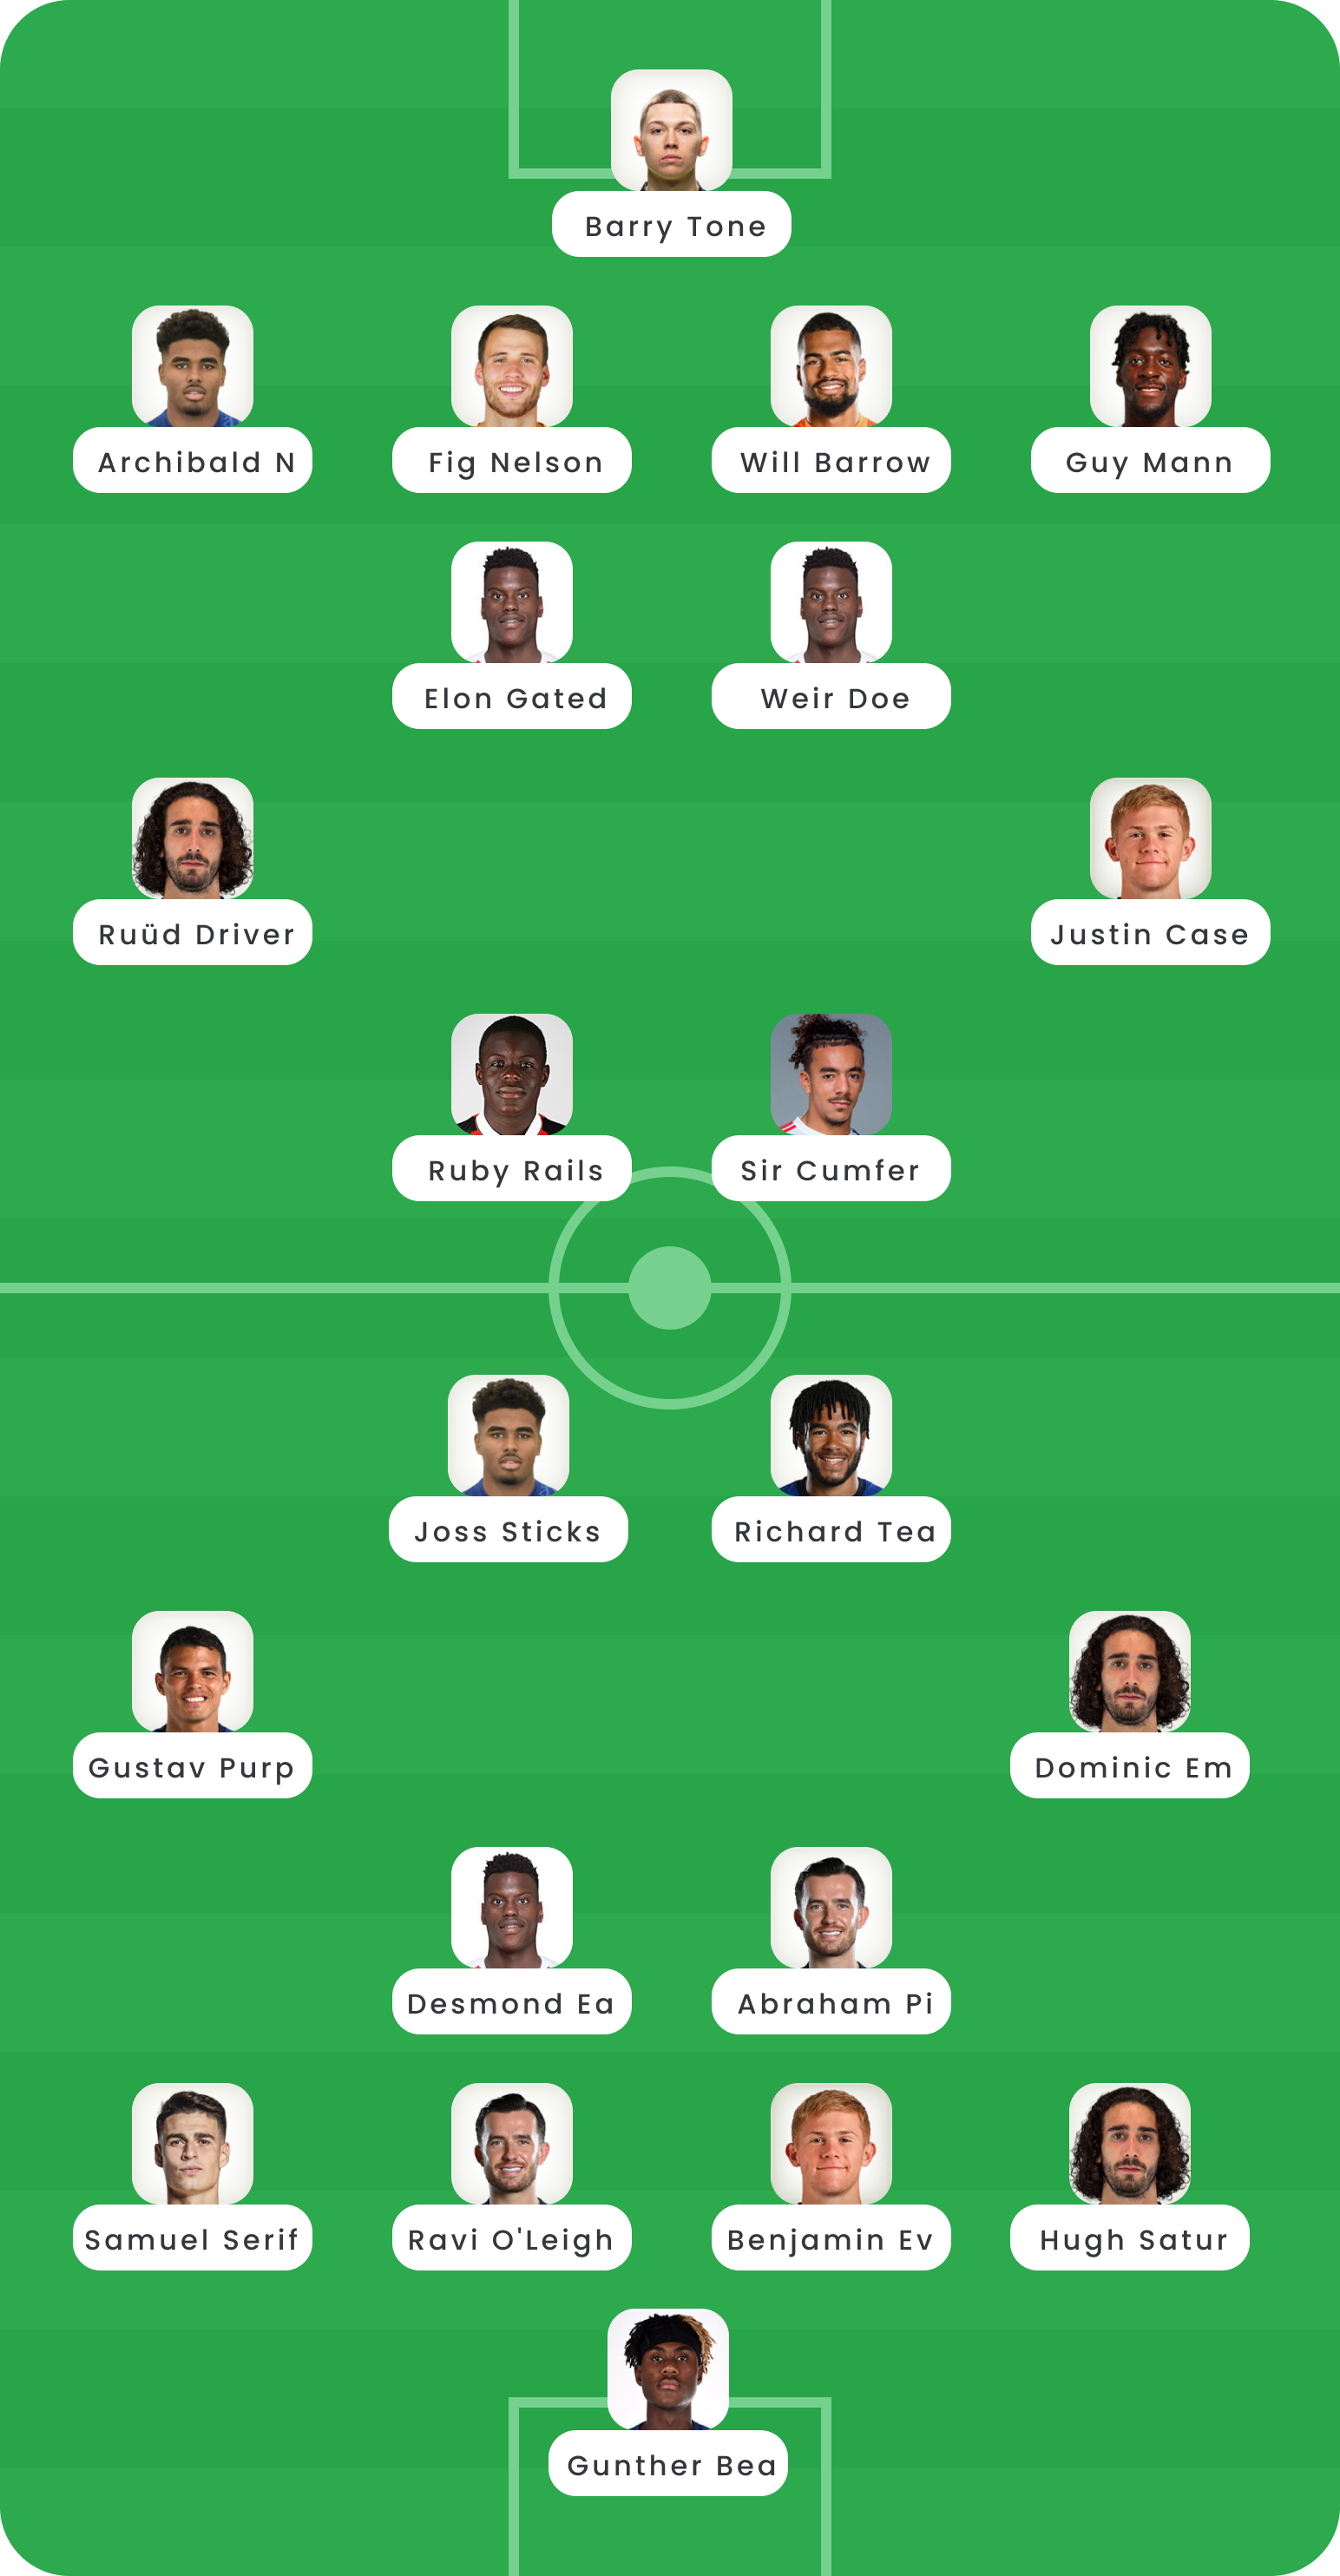 Barry Tone
Archibald N
Fig Nelson
Will Barrow
Guy Mann
Elon Gated
Weir Doe
Ruüd Driver
Justin Case
Ruby Rails
Sir Cumfer
Joss Sticks
Richard Tea
Gustav Purp
Dominic Em
Desmond Ea
Abraham Pi
Samuel Serif
Ravi O'Leigh
Benjamin Ev
Hugh Satur
Gunther Bea